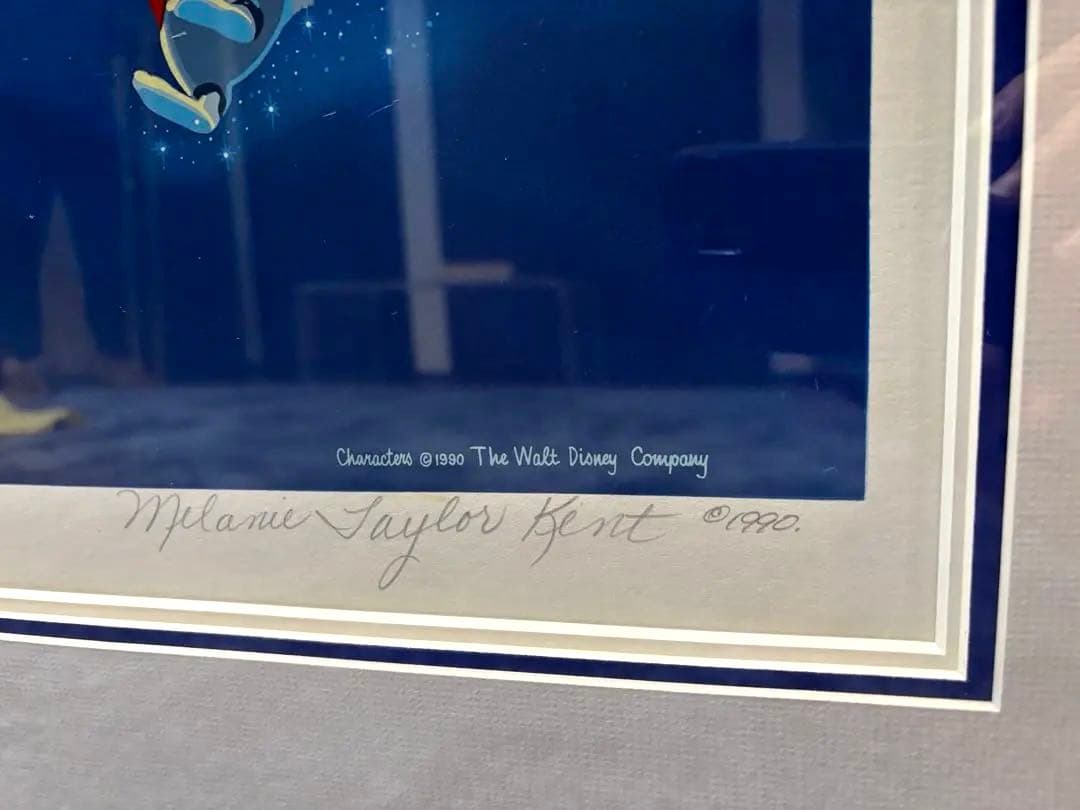 Characters ©1990 The Walt Disney Company
Melanie Taylor Kent ©1990.